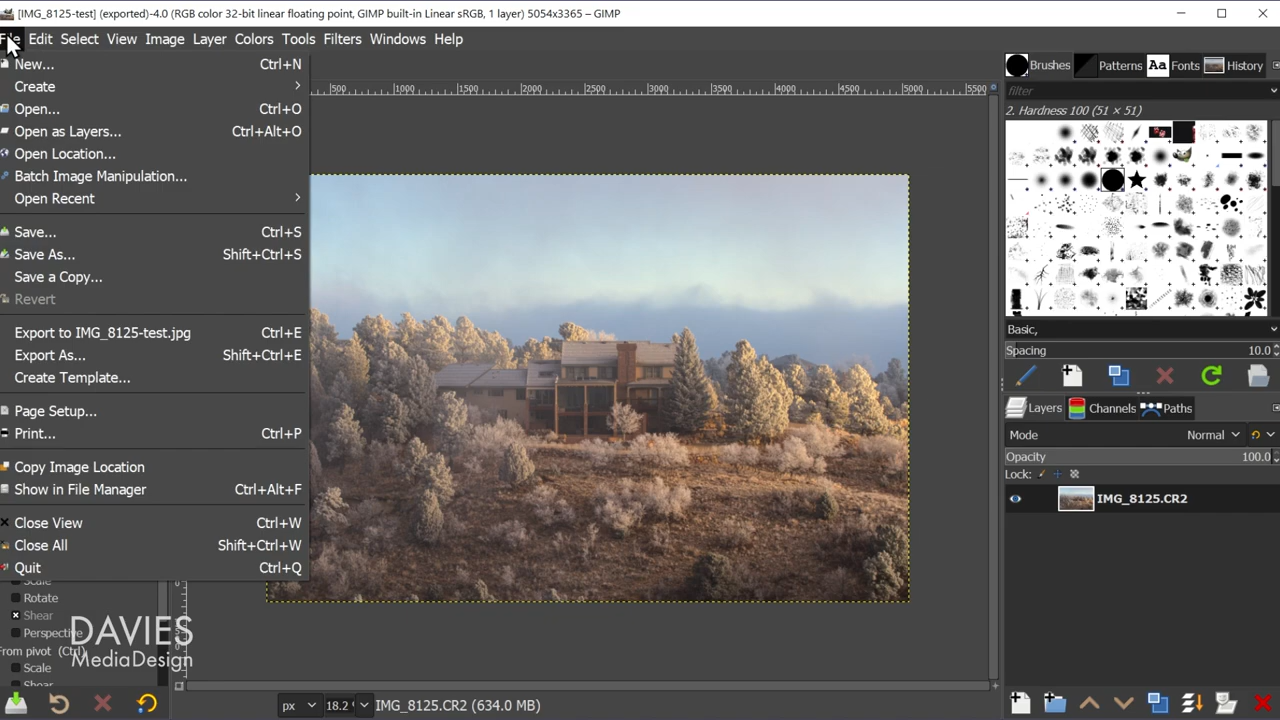 [IMG_8125-test] (exported)-4.0 (RGB color 32-bit linear floating point, GIMP built-in Linear sRGB, 1 layer) 5054x3365 – GIMP
File Edit Select View Image Layer Colors Tools Filters Windows Help
New... Ctrl+N
Create
Open... Ctrl+O
Open as Layers... Ctrl+Alt+O
Open Location...
Batch Image Manipulation...
Open Recent
Save... Ctrl+S
Save As... Shift+Ctrl+S
Save a Copy...
Revert
Export to IMG_8125-test.jpg Ctrl+E
Export As... Shift+Ctrl+E
Create Template...
Page Setup...
Print... Ctrl+P
Copy Image Location
Show in File Manager Ctrl+Alt+F
Close View Ctrl+W
Close All Shift+Ctrl+W
Quit Ctrl+Q
Rotate
Shear
Perspective
From pivot (Ctrl)
Scale
DAVIES
MediaDesign
500 1000 1500 2000 2500 3000 3500 4000 4500 5000 5500
px 18.2 IMG_8125.CR2 (634.0 MB)
Brushes Patterns Aa Fonts History
filter
2. Hardness 100 (51 × 51)
Basic,
Spacing 10.0
Layers Channels Paths
Mode Normal
Opacity 100.0
Lock:
IMG_8125.CR2